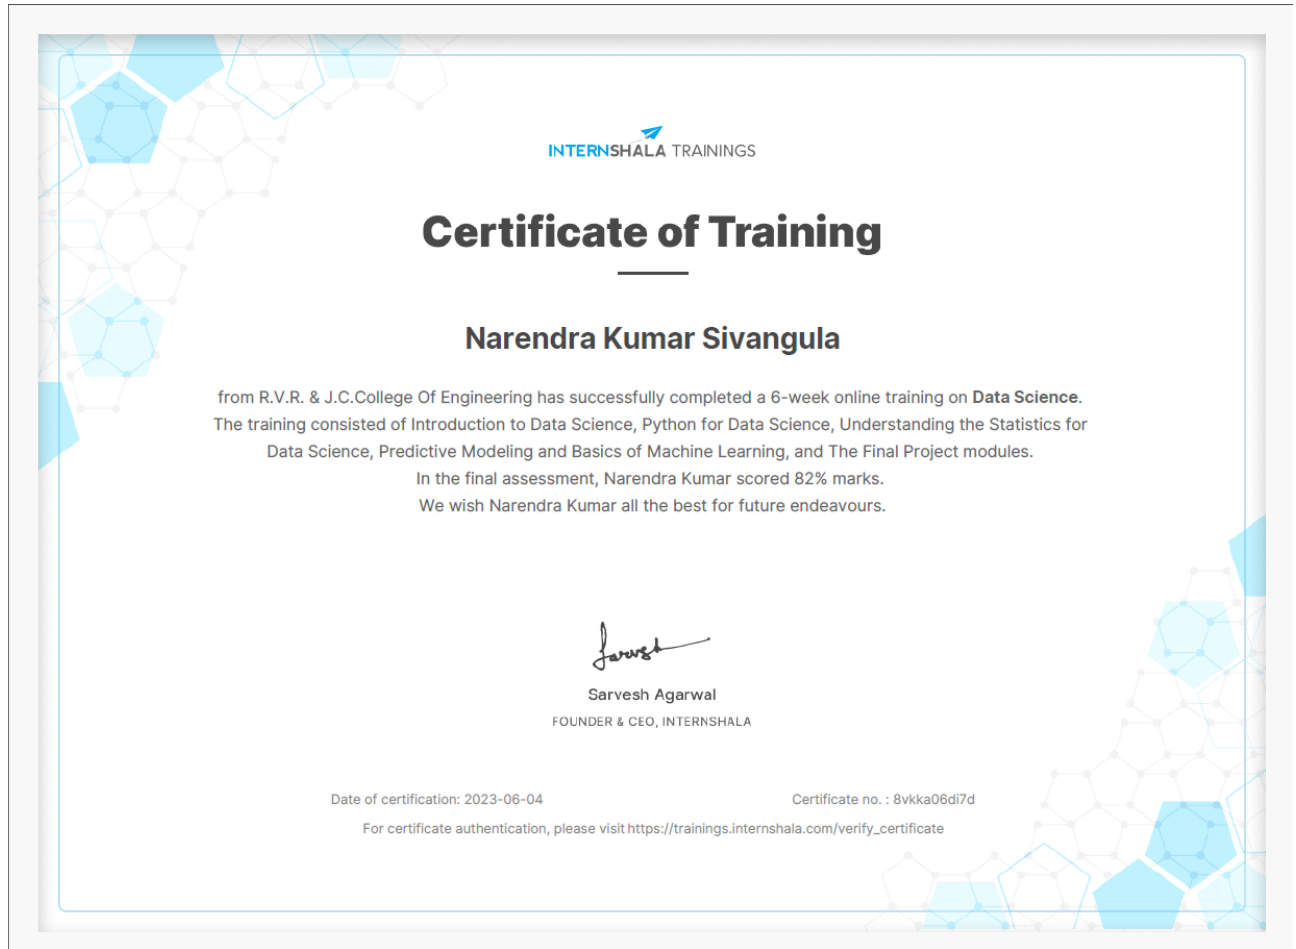 INTERNSHALA TRAININGS
Certificate of Training
Narendra Kumar Sivangula
from R.V.R. & J.C.College Of Engineering has successfully completed a 6-week online training on Data Science.
The training consisted of Introduction to Data Science, Python for Data Science, Understanding the Statistics for
Data Science, Predictive Modeling and Basics of Machine Learning, and The Final Project modules.
In the final assessment, Narendra Kumar scored 82% marks.
We wish Narendra Kumar all the best for future endeavours.
Sarvesh
Sarvesh Agarwal
FOUNDER & CEO, INTERNSHALA
Date of certification: 2023-06-04 Certificate no. : 8vkka06di7d
For certificate authentication, please visit https://trainings.internshala.com/verify_certificate